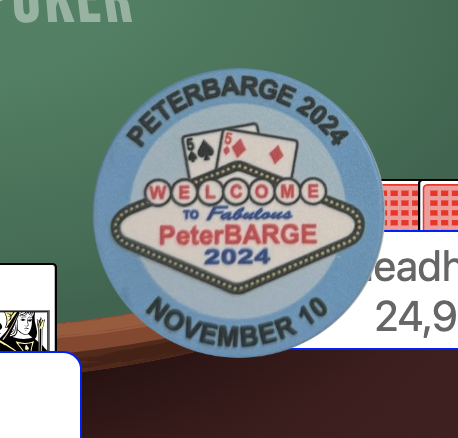 POKER
PETERBARGE 2024
5 5
WELCOME
TO Fabulous
PeterBARGE
2024
NOVEMBER 10
eadh
24,9